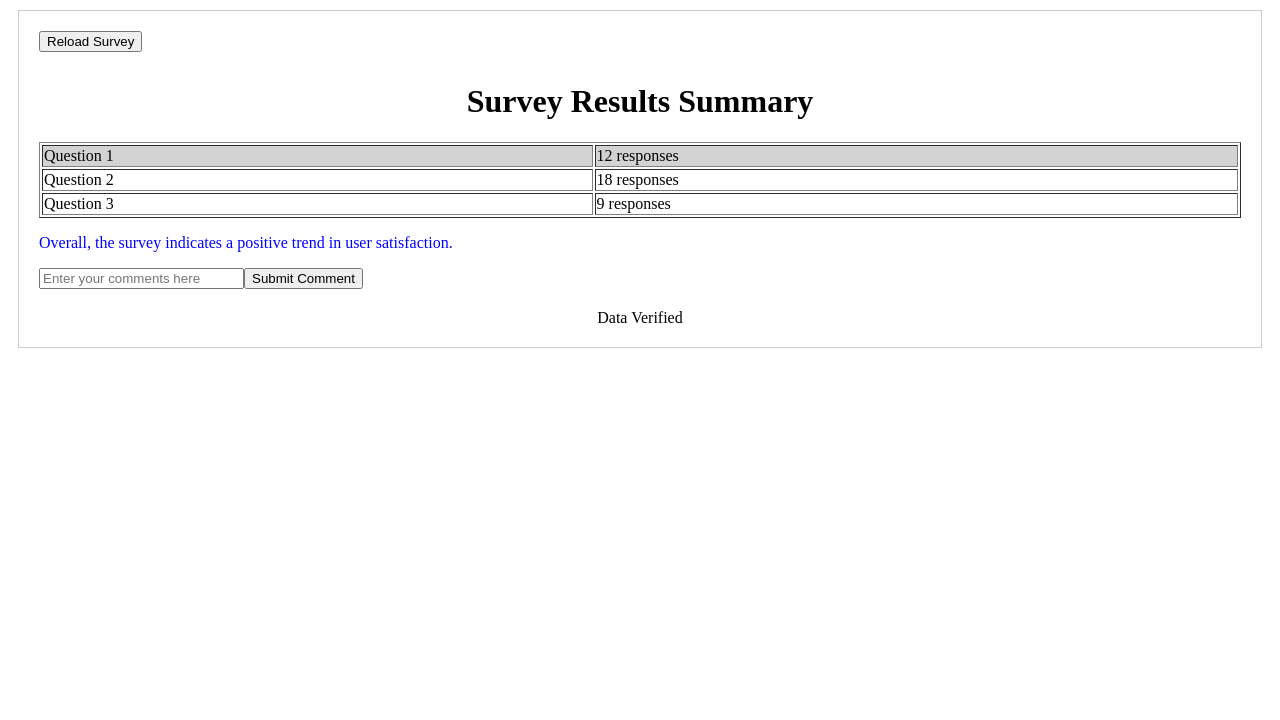 Reload Survey
Survey Results Summary
Question 1 12 responses
Question 2 18 responses
Question 3 9 responses
Overall, the survey indicates a positive trend in user satisfaction.
Enter your comments here Submit Comment
Data Verified